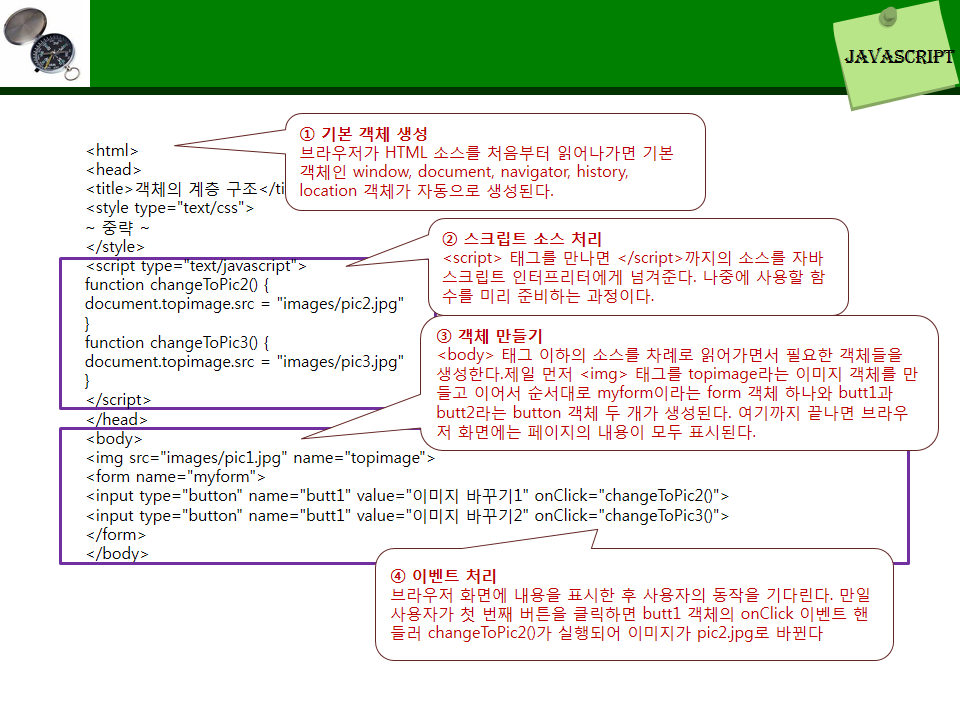 JAVASCRIPT
① 기본 객체 생성
브라우저가 HTML 소스를 처음부터 읽어나가면 기본
객체인 window, document, navigator, history,
location 객체가 자동으로 생성된다.
<html>
<head>
<title>객체의 계층 구조</ti
<style type="text/css">
~ 중략 ~
</style>
② 스크립트 소스 처리
<script> 태그를 만나면 </script>까지의 소스를 자바
스크립트 인터프리터에게 넘겨준다. 나중에 사용할 함
수를 미리 준비하는 과정이다.
<script type="text/javascript">
function changeToPic2() {
document.topimage.src = "images/pic2.jpg"
}
function changeToPic3() {
document.topimage.src = "images/pic3.jpg"
}
</script>
</head>
③ 객체 만들기
<body> 태그 이하의 소스를 차례로 읽어가면서 필요한 객체들을
생성한다.제일 먼저 <img> 태그를 topimage라는 이미지 객체를 만
들고 이어서 순서대로 myform이라는 form 객체 하나와 butt1과
butt2라는 button 객체 두 개가 생성된다. 여기까지 끝나면 브라우
저 화면에는 페이지의 내용이 모두 표시된다.
<body>
<img src="images/pic1.jpg" name="topimage">
<form name="myform">
<input type="button" name="butt1" value="이미지 바꾸기1" onClick="changeToPic2()">
<input type="button" name="butt1" value="이미지 바꾸기2" onClick="changeToPic3()">
</form>
</body>
④ 이벤트 처리
브라우저 화면에 내용을 표시한 후 사용자의 동작을 기다린다. 만일
사용자가 첫 번째 버튼을 클릭하면 butt1 객체의 onClick 이벤트 핸
들러 changeToPic2()가 실행되어 이미지가 pic2.jpg로 바뀐다